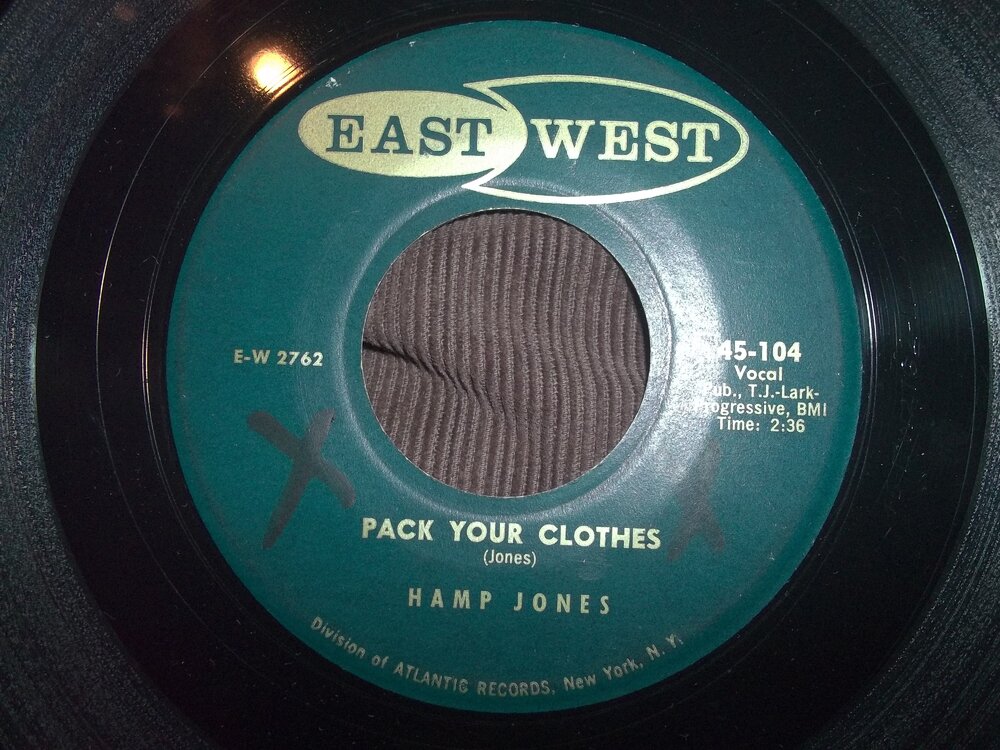 EAST WEST
E-W 2762
45-104
Vocal
Pub., T.J.-Lark-
Progressive, BMI
Time: 2:36
PACK YOUR CLOTHES
(Jones)
HAMP JONES
Division of ATLANTIC RECORDS, New York, N. Y.